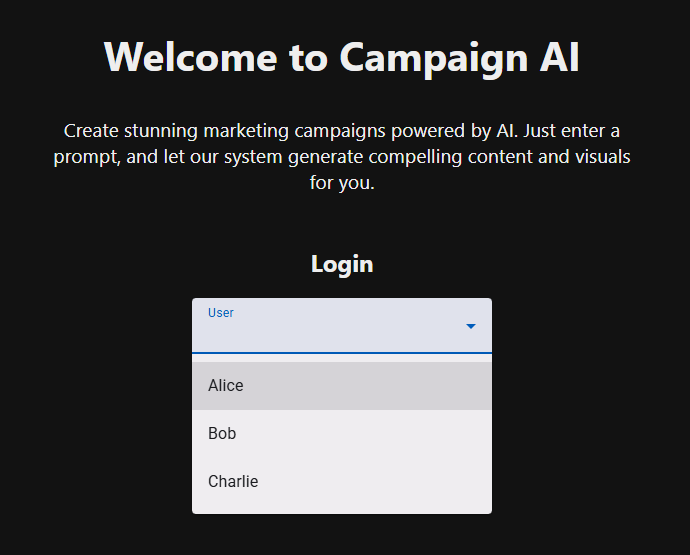 Welcome to Campaign AI
Create stunning marketing campaigns powered by AI. Just enter a
prompt, and let our system generate compelling content and visuals
for you.
Login
User
Alice
Bob
Charlie